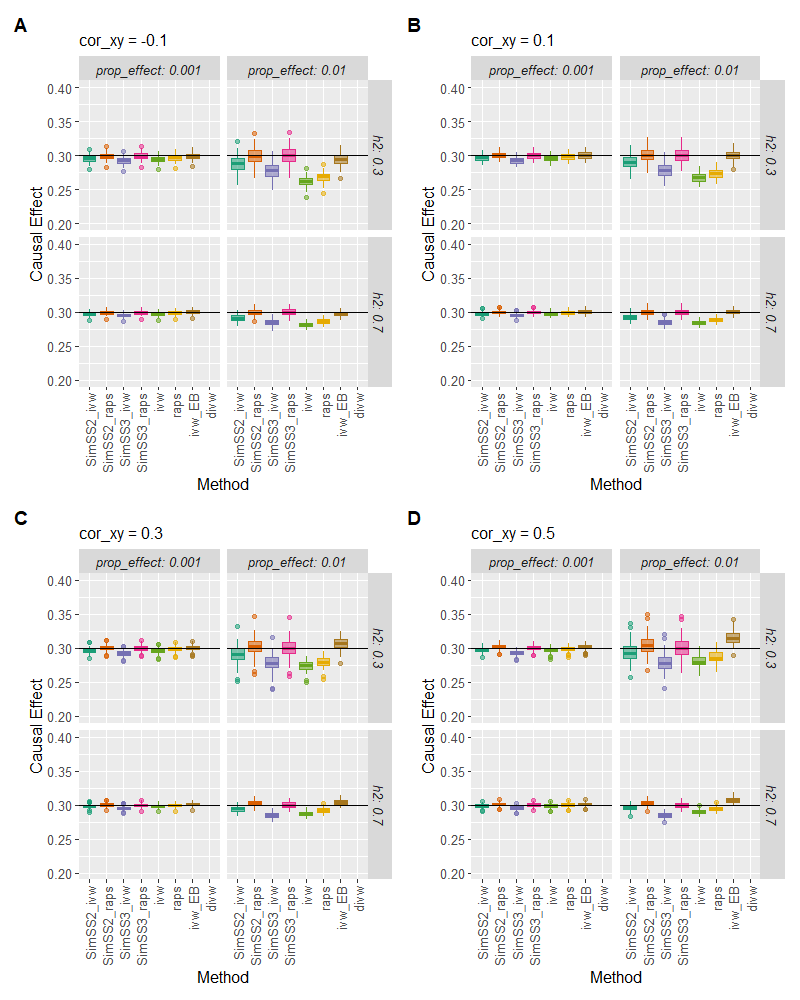 A
cor_xy = -0.1
prop_effect: 0.001
prop_effect: 0.01
0.40
0.35
0.30
0.25
0.20
h2: 0.3
Causal Effect
0.40
0.35
0.30
0.25
0.20
h2: 0.7
SimSS2_ivw
SimSS2_raps
SimSS3_ivw
SimSS3_raps
ivw
raps
ivw_EB
divw
SimSS2_ivw
SimSS2_raps
SimSS3_ivw
SimSS3_raps
ivw
raps
ivw_EB
divw
Method
B
cor_xy = 0.1
prop_effect: 0.001
prop_effect: 0.01
0.40
0.35
0.30
0.25
0.20
h2: 0.3
Causal Effect
0.40
0.35
0.30
0.25
0.20
h2: 0.7
SimSS2_ivw
SimSS2_raps
SimSS3_ivw
SimSS3_raps
ivw
raps
ivw_EB
divw
SimSS2_ivw
SimSS2_raps
SimSS3_ivw
SimSS3_raps
ivw
raps
ivw_EB
divw
Method
C
cor_xy = 0.3
prop_effect: 0.001
prop_effect: 0.01
0.40
0.35
0.30
0.25
0.20
h2: 0.3
Causal Effect
0.40
0.35
0.30
0.25
0.20
h2: 0.7
SimSS2_ivw
SimSS2_raps
SimSS3_ivw
SimSS3_raps
ivw
raps
ivw_EB
divw
SimSS2_ivw
SimSS2_raps
SimSS3_ivw
SimSS3_raps
ivw
raps
ivw_EB
divw
Method
D
cor_xy = 0.5
prop_effect: 0.001
prop_effect: 0.01
0.40
0.35
0.30
0.25
0.20
h2: 0.3
Causal Effect
0.40
0.35
0.30
0.25
0.20
h2: 0.7
SimSS2_ivw
SimSS2_raps
SimSS3_ivw
SimSS3_raps
ivw
raps
ivw_EB
divw
SimSS2_ivw
SimSS2_raps
SimSS3_ivw
SimSS3_raps
ivw
raps
ivw_EB
divw
Method